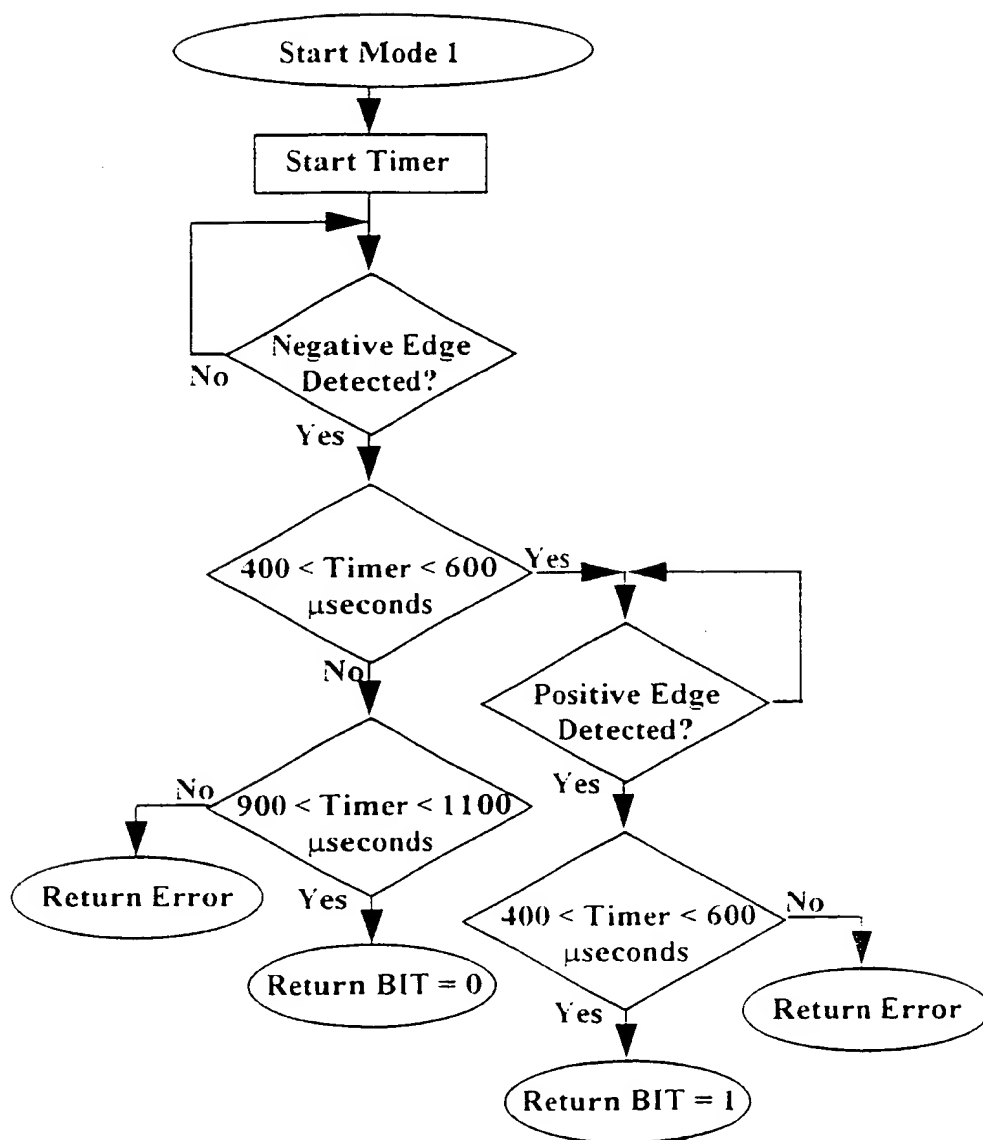 Start Mode 1
Start Timer
Negative Edge
Detected?
No
Yes
400 < Timer < 600
µseconds
Yes
No
Positive Edge
Detected?
Yes
No
900 < Timer < 1100
µseconds
Return Error
Yes
Return BIT = 0
400 < Timer < 600
µseconds
No
Return Error
Yes
Return BIT = 1